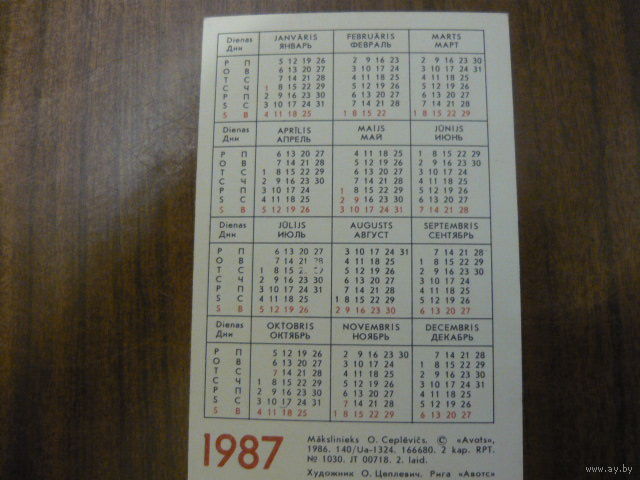 Dienas JANVĀRIS FEBRUĀRIS MARTS
Дни ЯНВАРЬ ФЕВРАЛЬ МАРТ
P П 5 12 19 26 2 9 16 23 2 9 16 23 30
O В 6 13 20 27 3 10 17 24 3 10 17 24 31
T С 7 14 21 28 4 11 18 25 4 11 18 25
C Ч 1 8 15 22 29 5 12 19 26 5 12 19 26
P П 2 9 16 23 30 6 13 20 27 6 13 20 27
S С 3 10 17 24 31 7 14 21 28 7 14 21 28
S В 4 11 18 25 1 8 15 22 1 8 15 22 29
Dienas APRĪLIS MAIJS JŪNIJS
Дни АПРЕЛЬ МАЙ ИЮНЬ
P П 6 13 20 27 4 11 18 25 1 8 15 22 29
O В 7 14 21 28 5 12 19 26 2 9 16 23 30
T С 1 8 15 22 29 6 13 20 27 3 10 17 24
C Ч 2 9 16 23 30 7 14 21 28 4 11 18 25
P П 3 10 17 24 1 8 15 22 29 5 12 19 26
S С 4 11 18 25 2 9 16 23 30 6 13 20 27
S В 5 12 19 26 3 10 17 24 31 7 14 21 28
Dienas JŪLIJS AUGUSTS SEPTEMBRIS
Дни ИЮЛЬ АВГУСТ СЕНТЯБРЬ
P П 6 13 20 27 3 10 17 24 31 7 14 21 28
O В 7 14 21 28 4 11 18 25 1 8 15 22 29
T С 1 8 15 22 29 5 12 19 26 2 9 16 23 30
C Ч 2 9 16 23 30 6 13 20 27 3 10 17 24
P П 3 10 17 24 31 7 14 21 28 4 11 18 25
S С 4 11 18 25 1 8 15 22 29 5 12 19 26
S В 5 12 19 26 2 9 16 23 30 6 13 20 27
Dienas OKTOBRIS NOVEMBRIS DECEMBRIS
Дни ОКТЯБРЬ НОЯБРЬ ДЕКАБРЬ
P П 5 12 19 26 2 9 16 23 30 7 14 21 28
O В 6 13 20 27 3 10 17 24 1 8 15 22 29
T С 7 14 21 28 4 11 18 25 2 9 16 23 30
C Ч 1 8 15 22 29 5 12 19 26 3 10 17 24 31
P П 2 9 16 23 30 6 13 20 27 4 11 18 25
S С 3 10 17 24 31 7 14 21 28 5 12 19 26
S В 4 11 18 25 1 8 15 22 29 6 13 20 27
1987
Mākslinieks O. Ceplēvičs. © «Avots»,
1986. 140/Ua-1324. 166680. 2 kap. RPT.
№ 1030. JT 00718. 2. laid.
Художник О. Цеплевич. Рига «Авотс»
www.ay.by